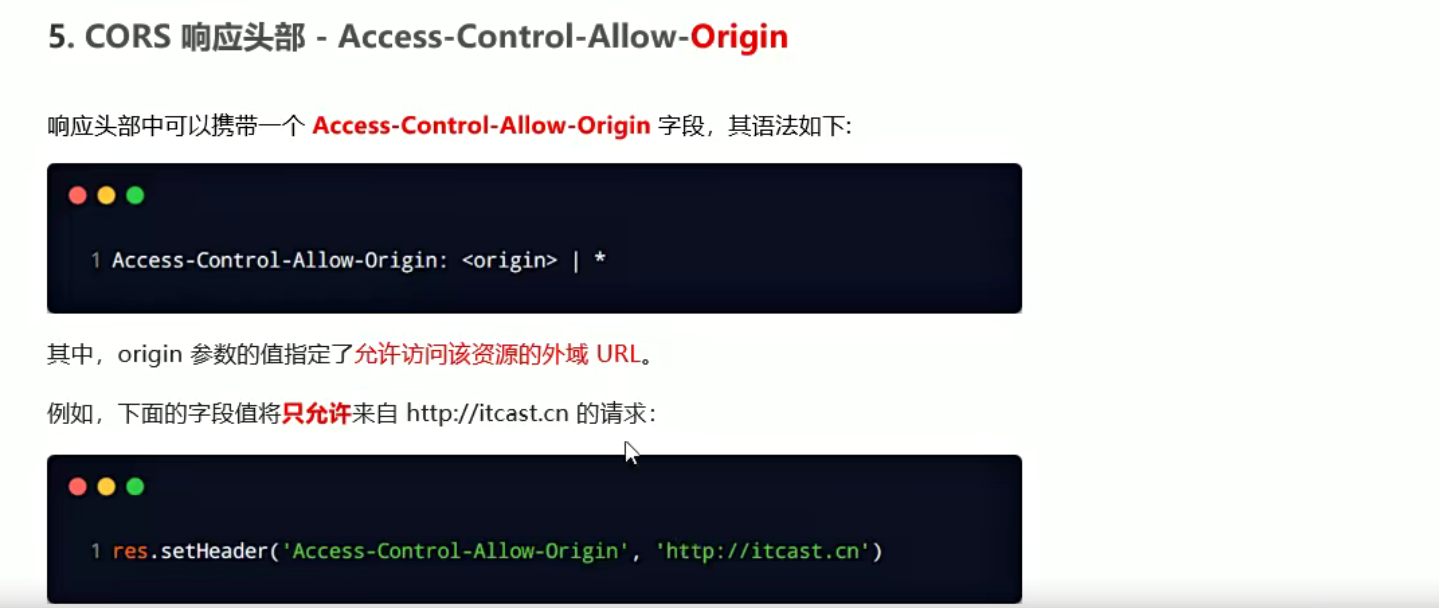 5. CORS 响应头部 - Access-Control-Allow-Origin
响应头部中可以携带一个 Access-Control-Allow-Origin 字段，其语法如下:
1 Access-Control-Allow-Origin: <origin> | *
其中，origin 参数的值指定了允许访问该资源的外域 URL。
例如，下面的字段值将只允许来自 http://itcast.cn 的请求：
1 res.setHeader('Access-Control-Allow-Origin', 'http://itcast.cn')